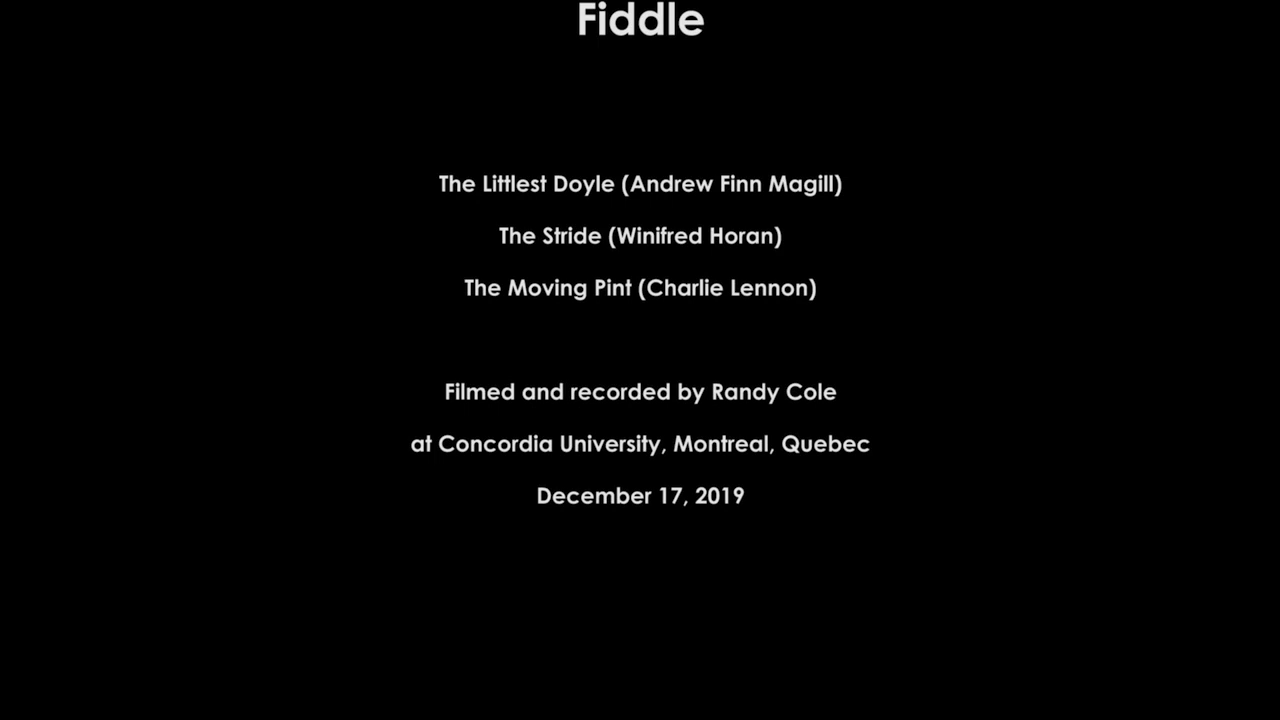 Fiddle
The Littlest Doyle (Andrew Finn Magill)
The Stride (Winifred Horan)
The Moving Pint (Charlie Lennon)
Filmed and recorded by Randy Cole
at Concordia University, Montreal, Quebec
December 17, 2019